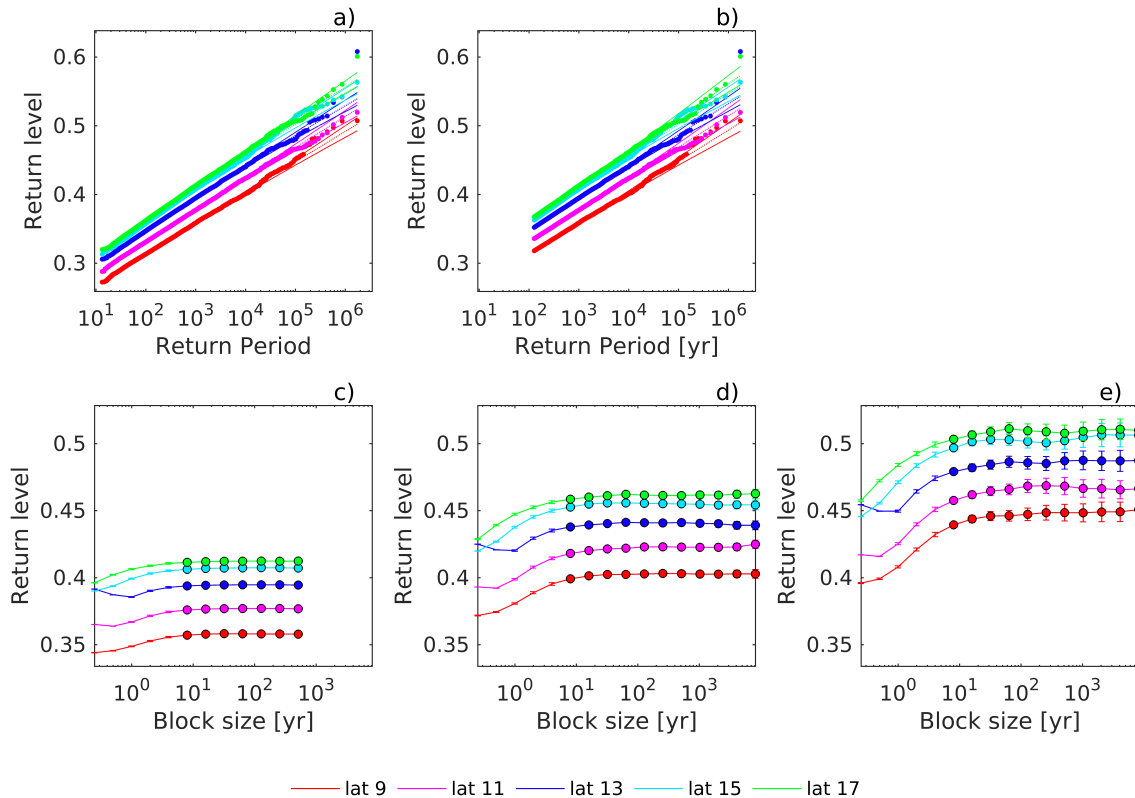 a)
b)
0.6
0.5
0.4
0.3
Return level
10^1 10^2 10^3 10^4 10^5 10^6
Return Period
0.6
0.5
0.4
0.3
Return level
10^1 10^2 10^3 10^4 10^5 10^6
Return Period [yr]
c)
d)
e)
0.5
0.45
0.4
0.35
Return level
10^0 10^1 10^2 10^3
Block size [yr]
0.5
0.45
0.4
0.35
Return level
10^0 10^1 10^2 10^3
Block size [yr]
0.5
0.45
0.4
0.35
Return level
10^0 10^1 10^2 10^3
Block size [yr]
lat 9 lat 11 lat 13 lat 15 lat 17